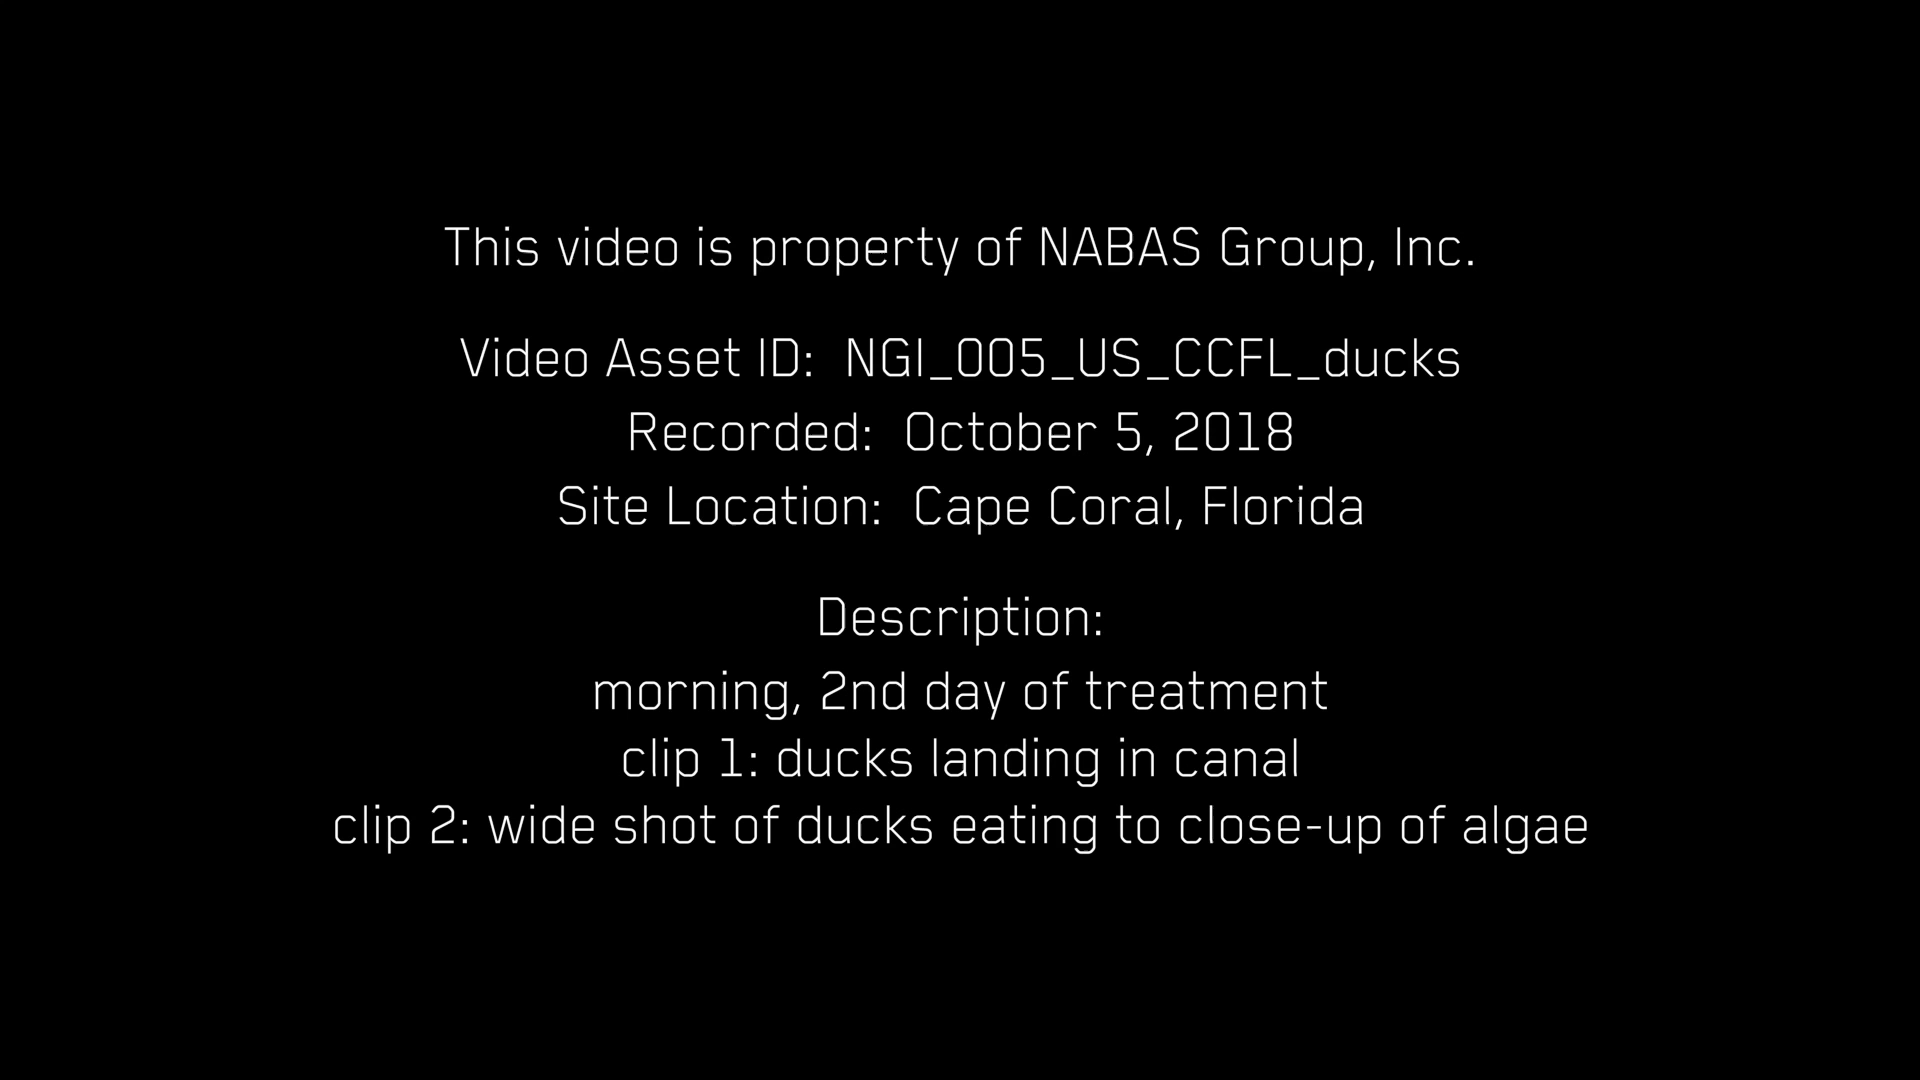 This video is property of NABAS Group, Inc.
Video Asset ID: NGI_005_US_CCFL_ducks
Recorded: October 5, 2018
Site Location: Cape Coral, Florida
Description:
morning, 2nd day of treatment
clip 1: ducks landing in canal
clip 2: wide shot of ducks eating to close-up of algae